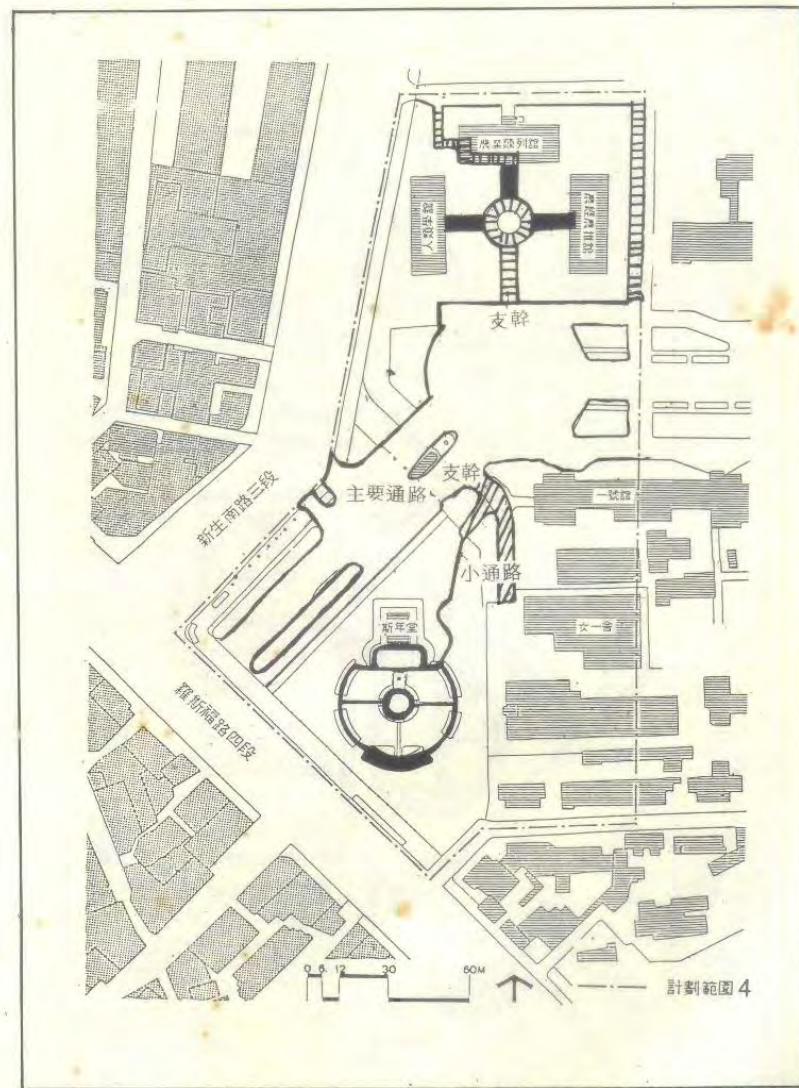 農業陳列館
人類學館
農經農推館
支幹
支幹
主要通路
一號館
新生南路三段
小通路
女一舍
斯年堂
羅斯福路四段
0 6. 12 30 60M
計劃範圍 4